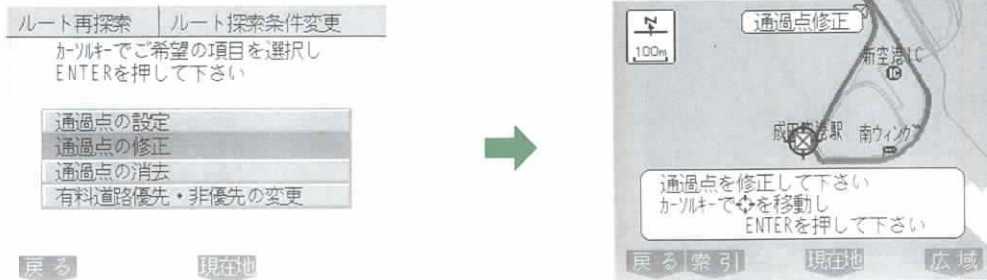 ルート再探索 ルート探索条件変更
カーソルキーでご希望の項目を選択し
ENTERを押して下さい
通過点の設定
通過点の修正
通過点の消去
有料道路優先・非優先の変更
戻る 現在地
通過点修正
100m
新空港IC
IC
成田空港駅 南ウィング
通過点を修正して下さい
カーソルキーでを移動し
ENTERを押して下さい
戻る 索引 現在地 広域